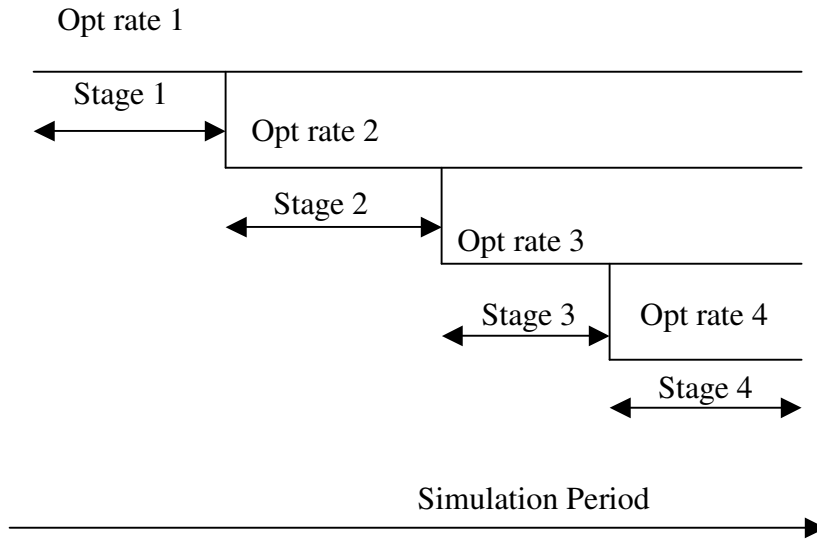 Opt rate 1
Stage 1
Opt rate 2
Stage 2
Opt rate 3
Stage 3
Opt rate 4
Stage 4
Simulation Period